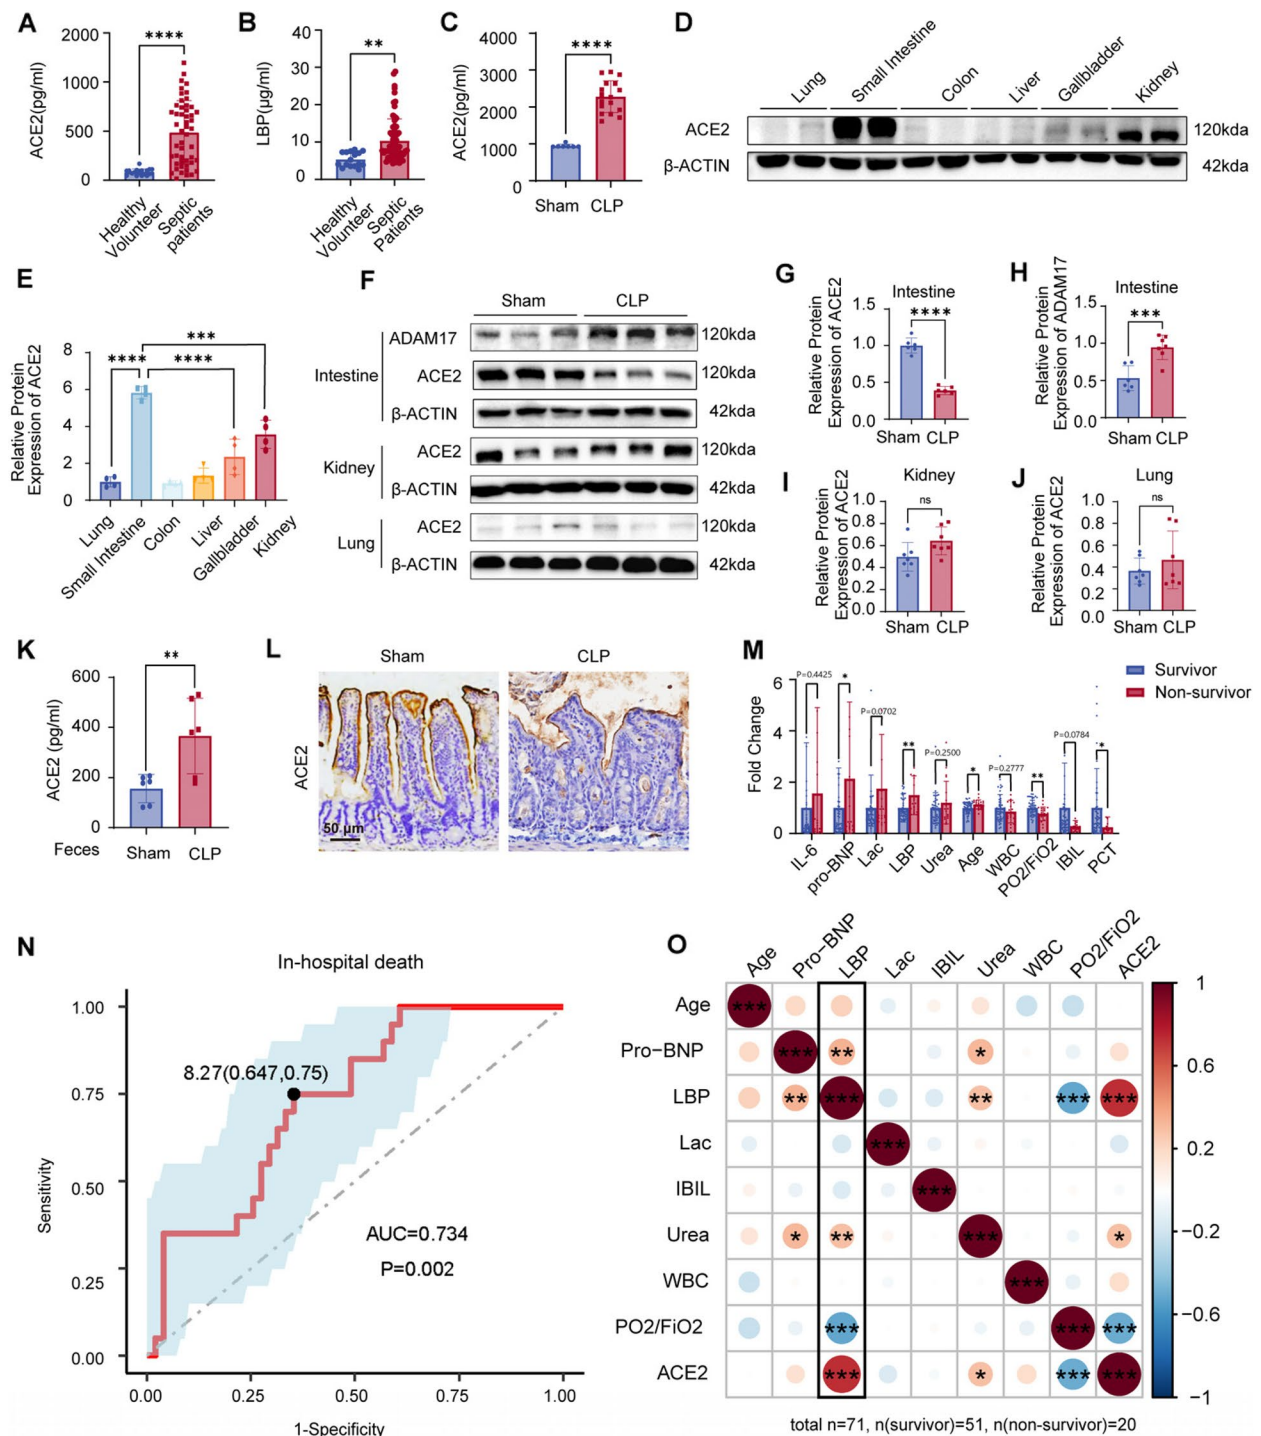 A
ACE2(pg/ml)
2000
1000
500
0
****
Healthy
Volunteer
Septic
patients
B
LBP(μg/ml)
40
30
20
10
0
**
Healthy
Volunteer
Septic
Patients
C
ACE2(pg/ml)
4000
3000
2000
1000
0
****
Sham
CLP
D
Lung
Small Intestine
Colon
Liver
Gallbladder
Kidney
ACE2
120kda
β-ACTIN
42kda
E
Relative Protein
Expression of ACE2
8
6
4
2
0
****
****
***
Lung
Small Intestine
Colon
Liver
Gallbladder
Kidney
F
Sham
CLP
Intestine
ADAM17
120kda
ACE2
120kda
β-ACTIN
42kda
Kidney
ACE2
120kda
β-ACTIN
42kda
Lung
ACE2
120kda
β-ACTIN
42kda
G
Intestine
Relative Protein
Expression of ACE2
1.5
1.0
0.5
0.0
****
Sham CLP
H
Intestine
Relative Protein
Expression of ADAM17
1.5
1.0
0.5
0.0
***
Sham CLP
I
Kidney
Relative Protein
Expression of ACE2
1.0
0.8
0.6
0.4
0.2
0.0
ns
Sham CLP
J
Lung
Relative Protein
Expression of ACE2
1.0
0.8
0.6
0.4
0.2
0.0
ns
Sham CLP
K
ACE2 (pg/ml)
600
400
200
0
**
Feces
Sham
CLP
L
Sham
CLP
ACE2
50 μm
M
Survivor
Non-survivor
Fold Change
6
4
2
0
P=0.4425
*
P=0.0702
**
P=0.2500
*
P=0.2777
**
P=0.0784
*
IL-6
pro-BNP
Lac
LBP
Urea
Age
WBC
PO2/FiO2
IBIL
PCT
N
In-hospital death
Sensitivity
1.00
0.75
0.50
0.25
0.00
8.27(0.647,0.75)
AUC=0.734
P=0.002
0.00
0.25
0.50
0.75
1.00
1-Specificity
O
Age
Pro−BNP
LBP
Lac
IBIL
Urea
WBC
PO2/FiO2
ACE2
Age
***
Pro−BNP
*** ** *
LBP
** *** ** *** ***
Lac
***
IBIL
***
Urea
* ** *** *
WBC
***
PO2/FiO2
*** *** ***
ACE2
*** * *** ***
1
0.6
0.2
−0.2
−0.6
−1
total n=71, n(survivor)=51, n(non-survivor)=20